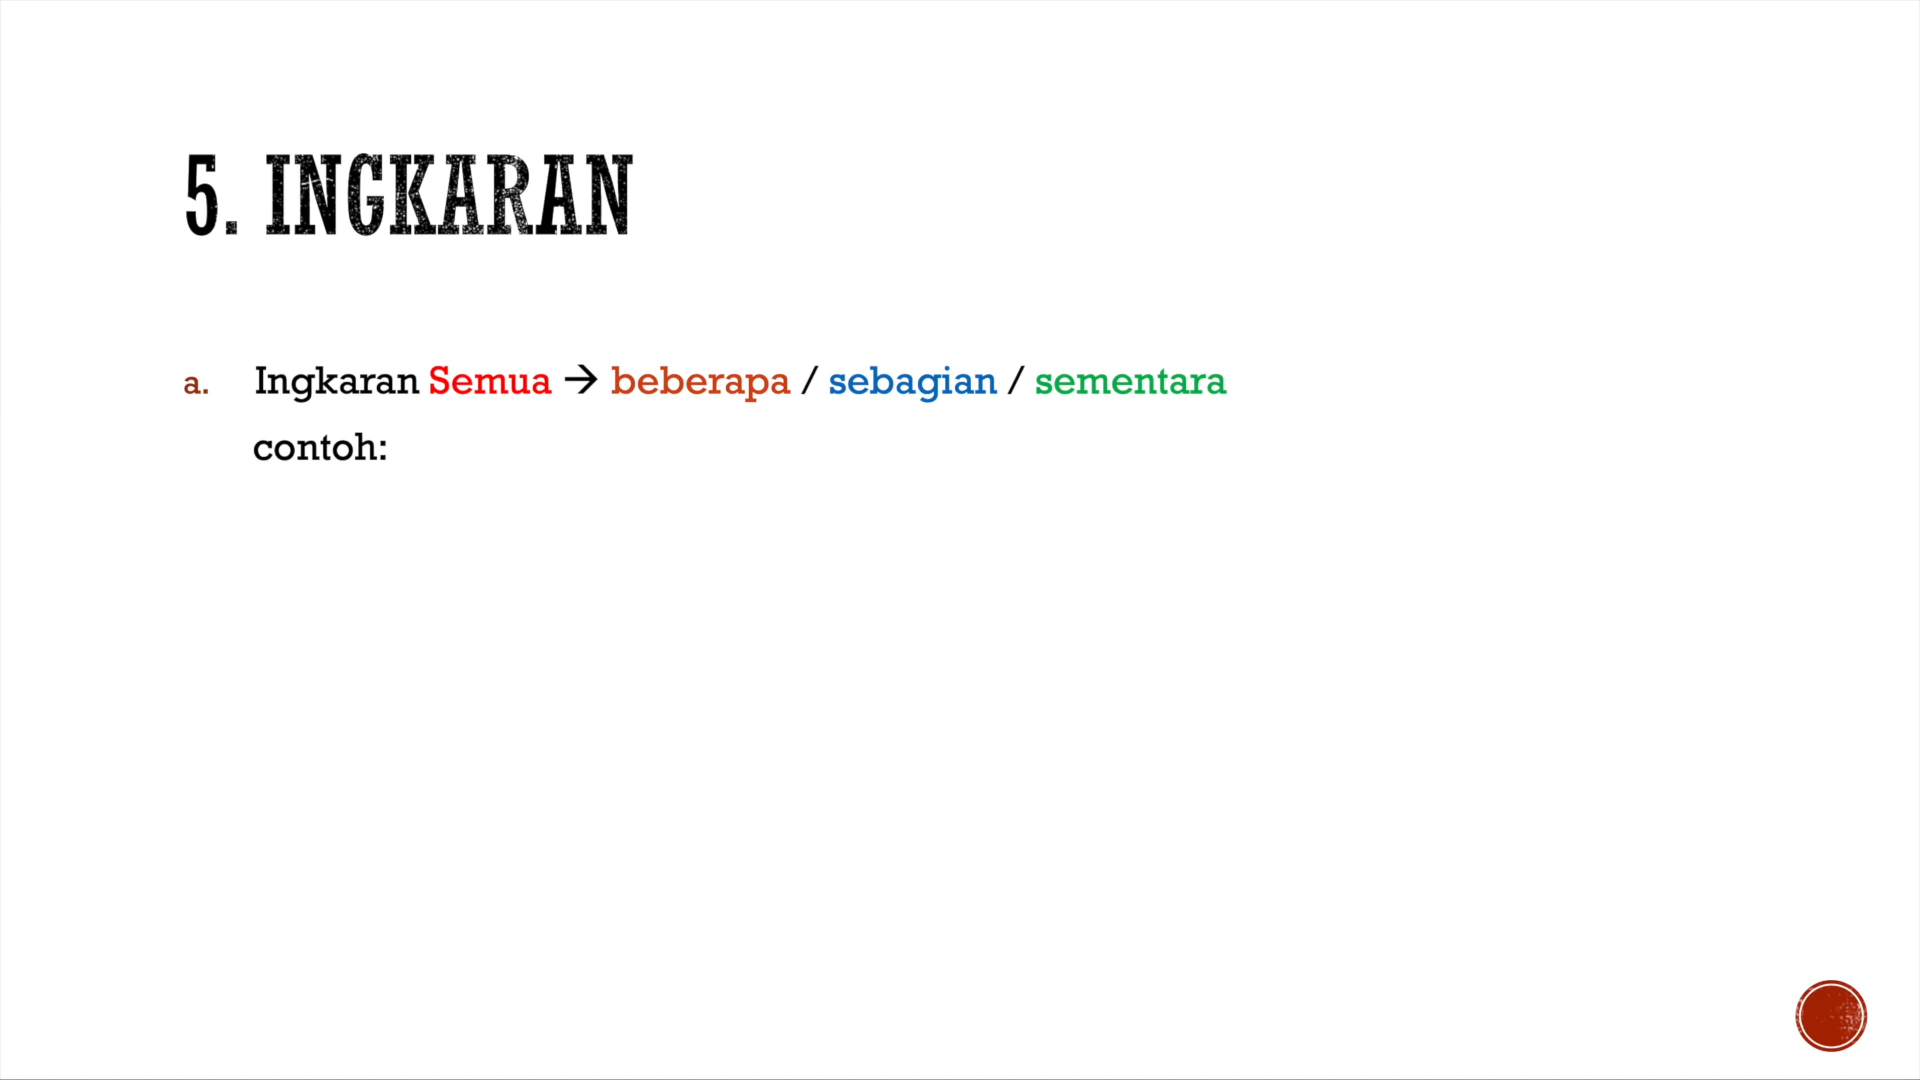 5. INGKARAN
a. Ingkaran Semua → beberapa / sebagian / sementara
contoh: